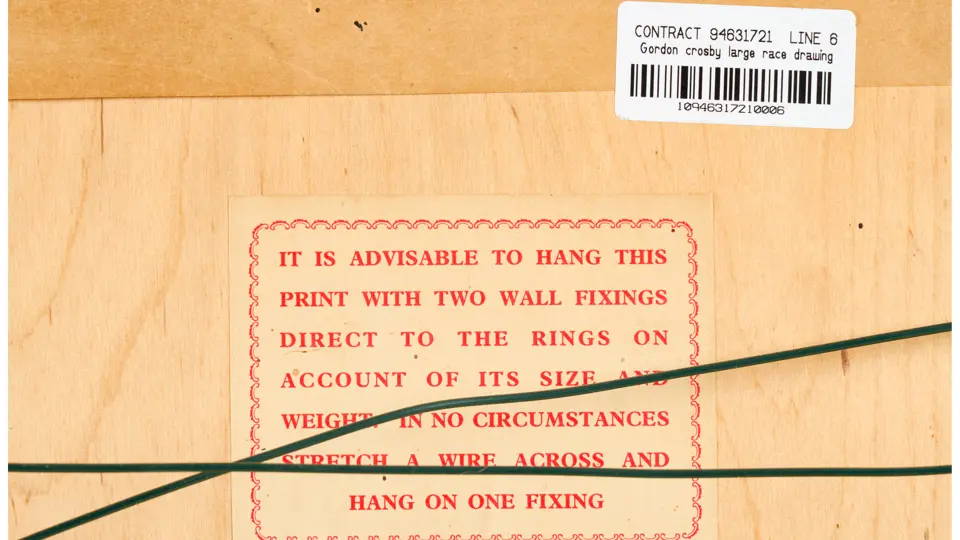 CONTRACT 94631721 LINE 6
Gordon crosby large race drawing
10946317210006
IT IS ADVISABLE TO HANG THIS
PRINT WITH TWO WALL FIXINGS
DIRECT TO THE RINGS ON
ACCOUNT OF ITS SIZE AND
WEIGHT. IN NO CIRCUMSTANCES
STRETCH A WIRE ACROSS AND
HANG ON ONE FIXING